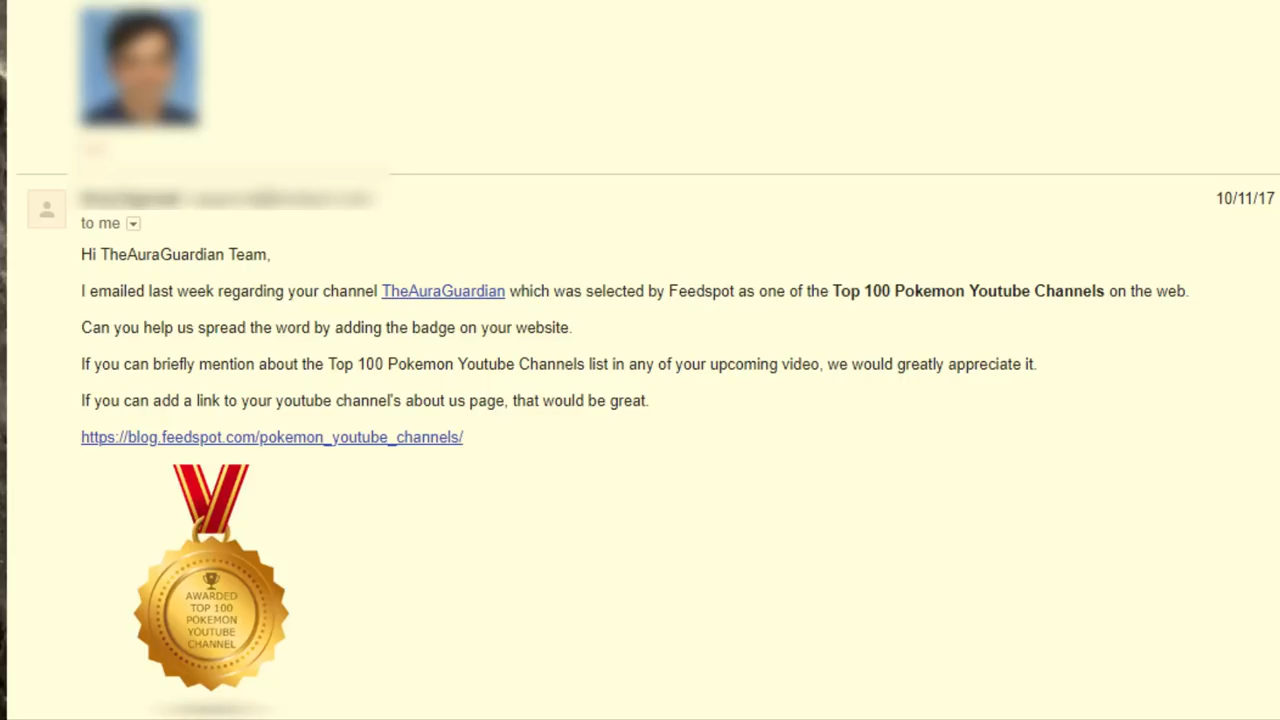 10/11/17
to me
Hi TheAuraGuardian Team,
I emailed last week regarding your channel TheAuraGuardian which was selected by Feedspot as one of the Top 100 Pokemon Youtube Channels on the web.
Can you help us spread the word by adding the badge on your website.
If you can briefly mention about the Top 100 Pokemon Youtube Channels list in any of your upcoming video, we would greatly appreciate it.
If you can add a link to your youtube channel's about us page, that would be great.
https://blog.feedspot.com/pokemon_youtube_channels/
AWARDED
TOP 100
POKEMON
YOUTUBE
CHANNEL